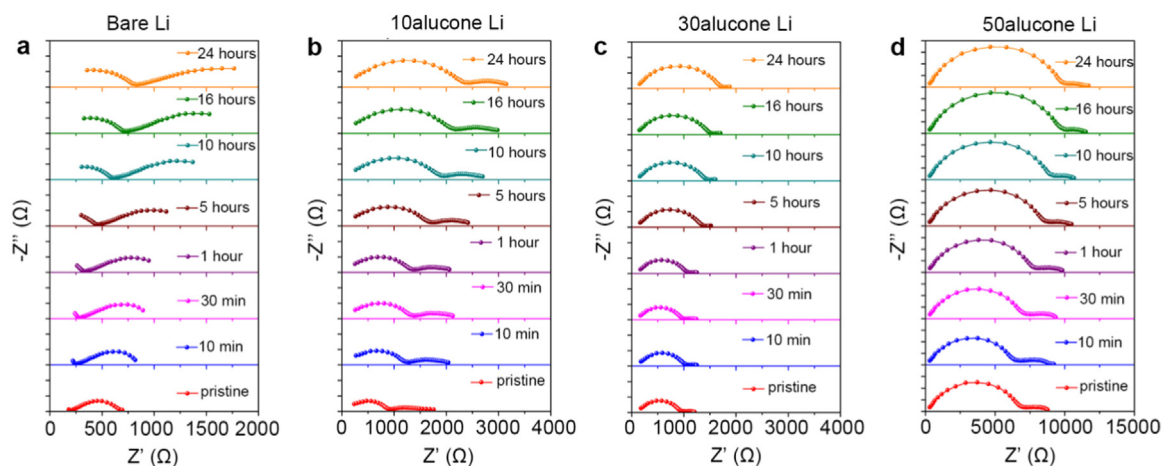 Bare Li
10alucone Li
30alucone Li
50alucone Li
a
b
c
d
-Z'' (Ω)
24 hours
16 hours
10 hours
5 hours
1 hour
30 min
10 min
pristine
0 500 1000 1500 2000
Z' (Ω)
-Z'' (Ω)
24 hours
16 hours
10 hours
5 hours
1 hour
30 min
10 min
pristine
0 1000 2000 3000 4000
Z' (Ω)
-Z'' (Ω)
24 hours
16 hours
10 hours
5 hours
1 hour
30 min
10 min
pristine
0 1000 2000 3000 4000
Z' (Ω)
-Z'' (Ω)
24 hours
16 hours
10 hours
5 hours
1 hour
30 min
10 min
pristine
0 5000 10000 15000
Z' (Ω)